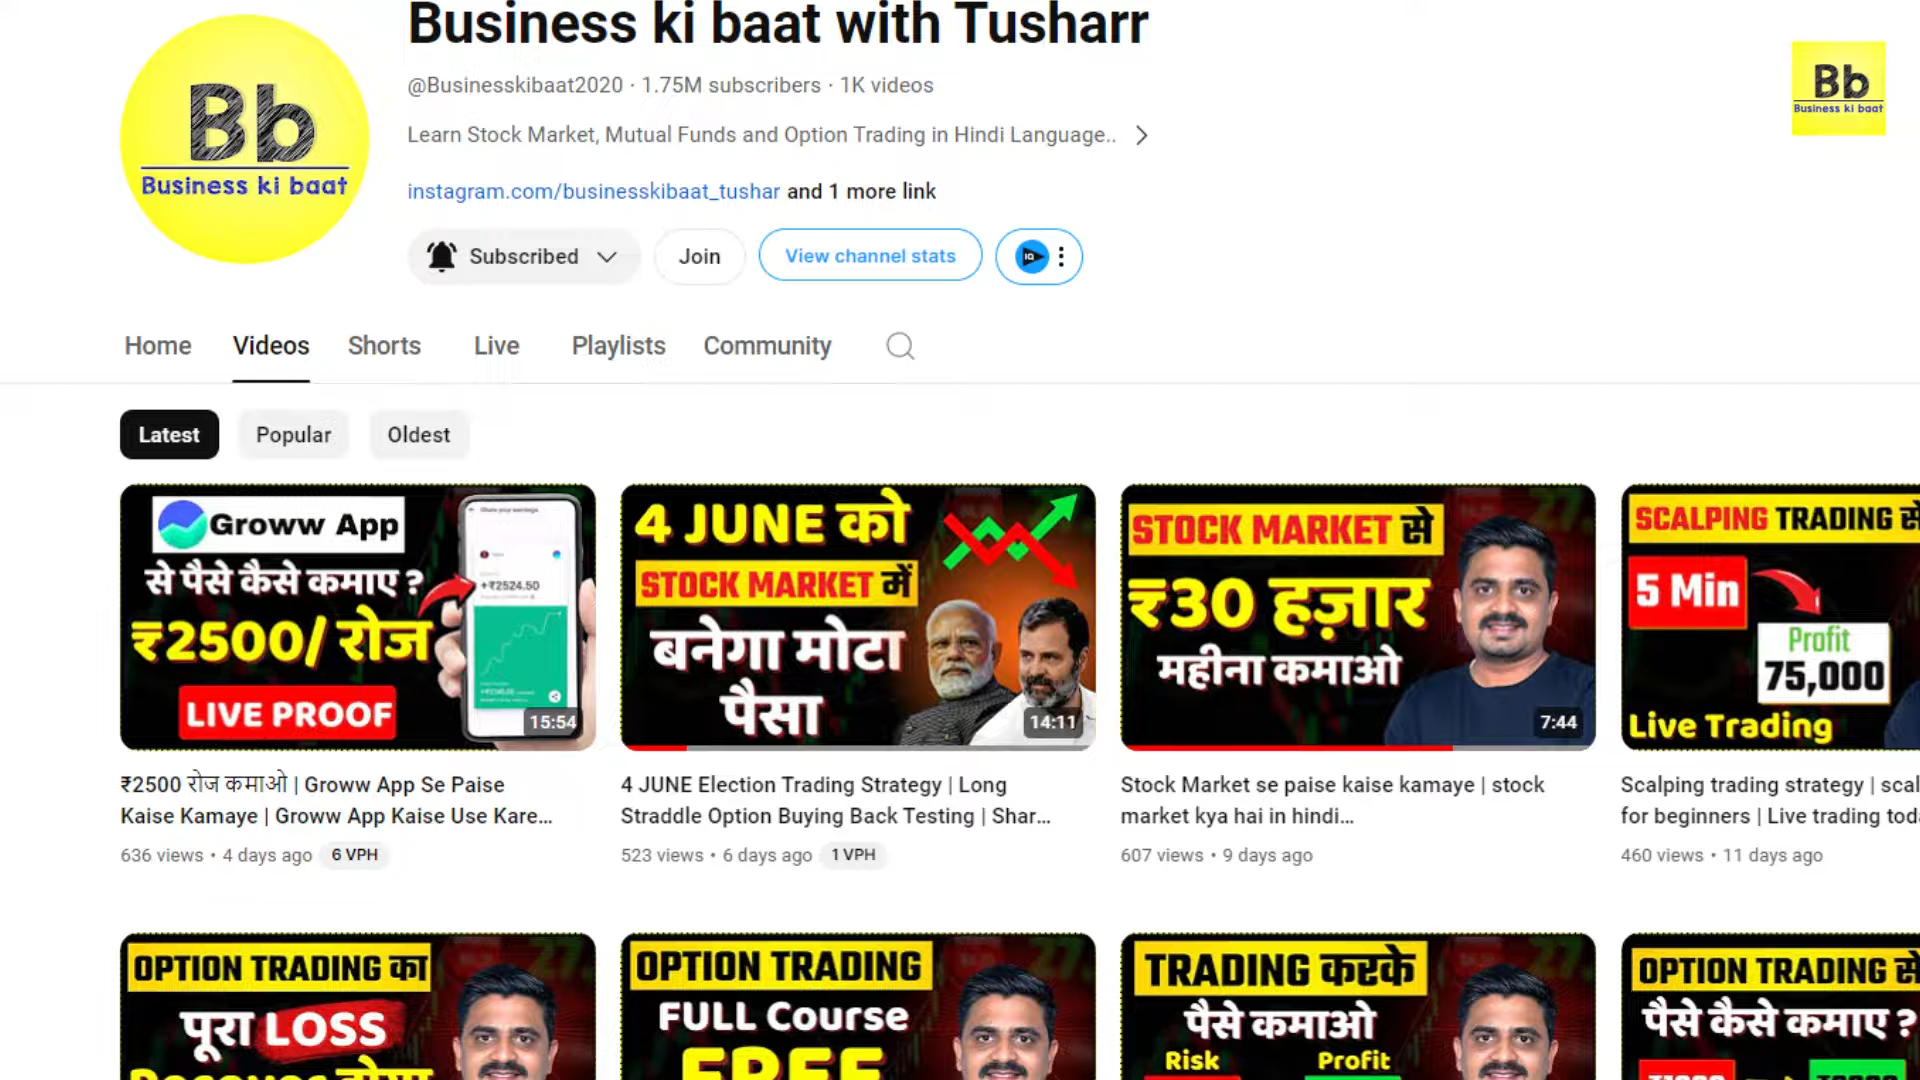 Business ki baat with Tusharr
@Businesskibaat2020 · 1.75M subscribers · 1K videos
Learn Stock Market, Mutual Funds and Option Trading in Hindi Language..
instagram.com/businesskibaat_tushar and 1 more link
Subscribed
Join
View channel stats
IQ
Bb
Business ki baat
Bb
Business ki baat
Home
Videos
Shorts
Live
Playlists
Community
Latest
Popular
Oldest
Groww App
से पैसे कैसे कमाए ?
₹2500/ रोज
LIVE PROOF
+₹2524.50
15:54
₹2500 रोज कमाओ | Groww App Se Paise
Kaise Kamaye | Groww App Kaise Use Kare...
636 views • 4 days ago
6 VPH
4 JUNE को
STOCK MARKET में
बनेगा मोटा
पैसा
14:11
4 JUNE Election Trading Strategy | Long
Straddle Option Buying Back Testing | Shar...
523 views • 6 days ago
1 VPH
STOCK MARKET से
₹30 हज़ार
महीना कमाओ
7:44
Stock Market se paise kaise kamaye | stock
market kya hai in hindi...
607 views • 9 days ago
SCALPING TRADING से
5 Min
Profit
75,000
Live Trading
Scalping trading strategy | scal
for beginners | Live trading tod
460 views • 11 days ago
OPTION TRADING का
पूरा LOSS
OPTION TRADING
FULL Course
FREE
TRADING करके
पैसे कमाओ
Risk
Profit
OPTION TRADING से
पैसे कैसे कमाए ?